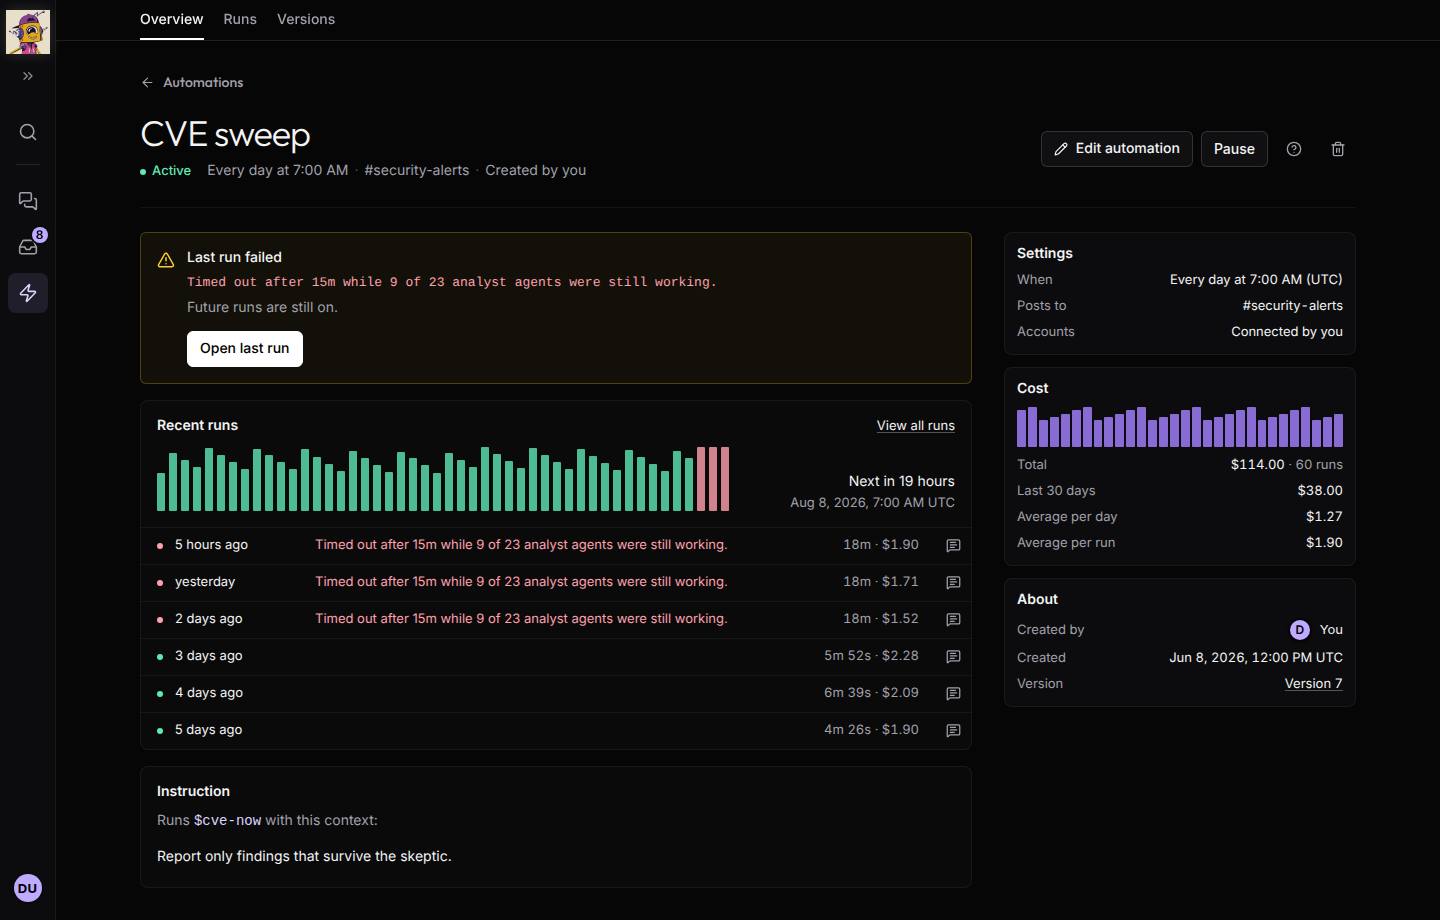 Overview Runs Versions
Automations
CVE sweep
Active Every day at 7:00 AM · #security-alerts · Created by you
Edit automation
Pause
8
Last run failed
Timed out after 15m while 9 of 23 analyst agents were still working.
Future runs are still on.
Open last run
Recent runs
View all runs
Next in 19 hours
Aug 8, 2026, 7:00 AM UTC
5 hours ago Timed out after 15m while 9 of 23 analyst agents were still working. 18m · $1.90
yesterday Timed out after 15m while 9 of 23 analyst agents were still working. 18m · $1.71
2 days ago Timed out after 15m while 9 of 23 analyst agents were still working. 18m · $1.52
3 days ago 5m 52s · $2.28
4 days ago 6m 39s · $2.09
5 days ago 4m 26s · $1.90
Instruction
Runs $cve-now with this context:
Report only findings that survive the skeptic.
Settings
When Every day at 7:00 AM (UTC)
Posts to #security-alerts
Accounts Connected by you
Cost
Total $114.00 · 60 runs
Last 30 days $38.00
Average per day $1.27
Average per run $1.90
About
Created by D You
Created Jun 8, 2026, 12:00 PM UTC
Version Version 7
DU